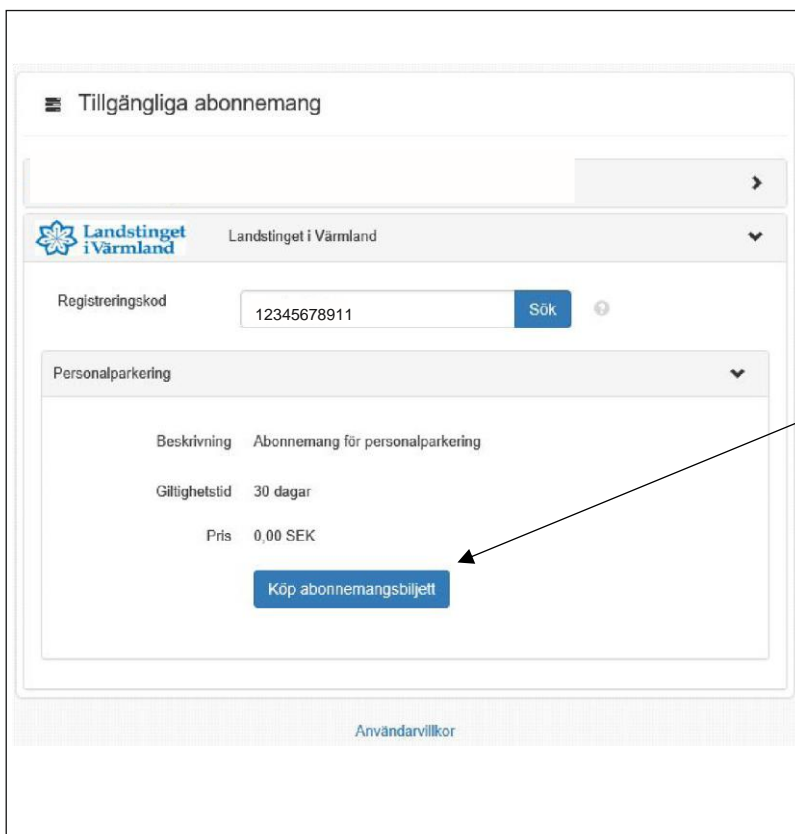 Tillgängliga abonnemang
Landstinget
i Värmland
Landstinget i Värmland
Registreringskod
12345678911
Sök
?
Personalparkering
Beskrivning Abonnemang för personalparkering
Giltighetstid 30 dagar
Pris 0,00 SEK
Köp abonnemangsbiljett
Användarvillkor